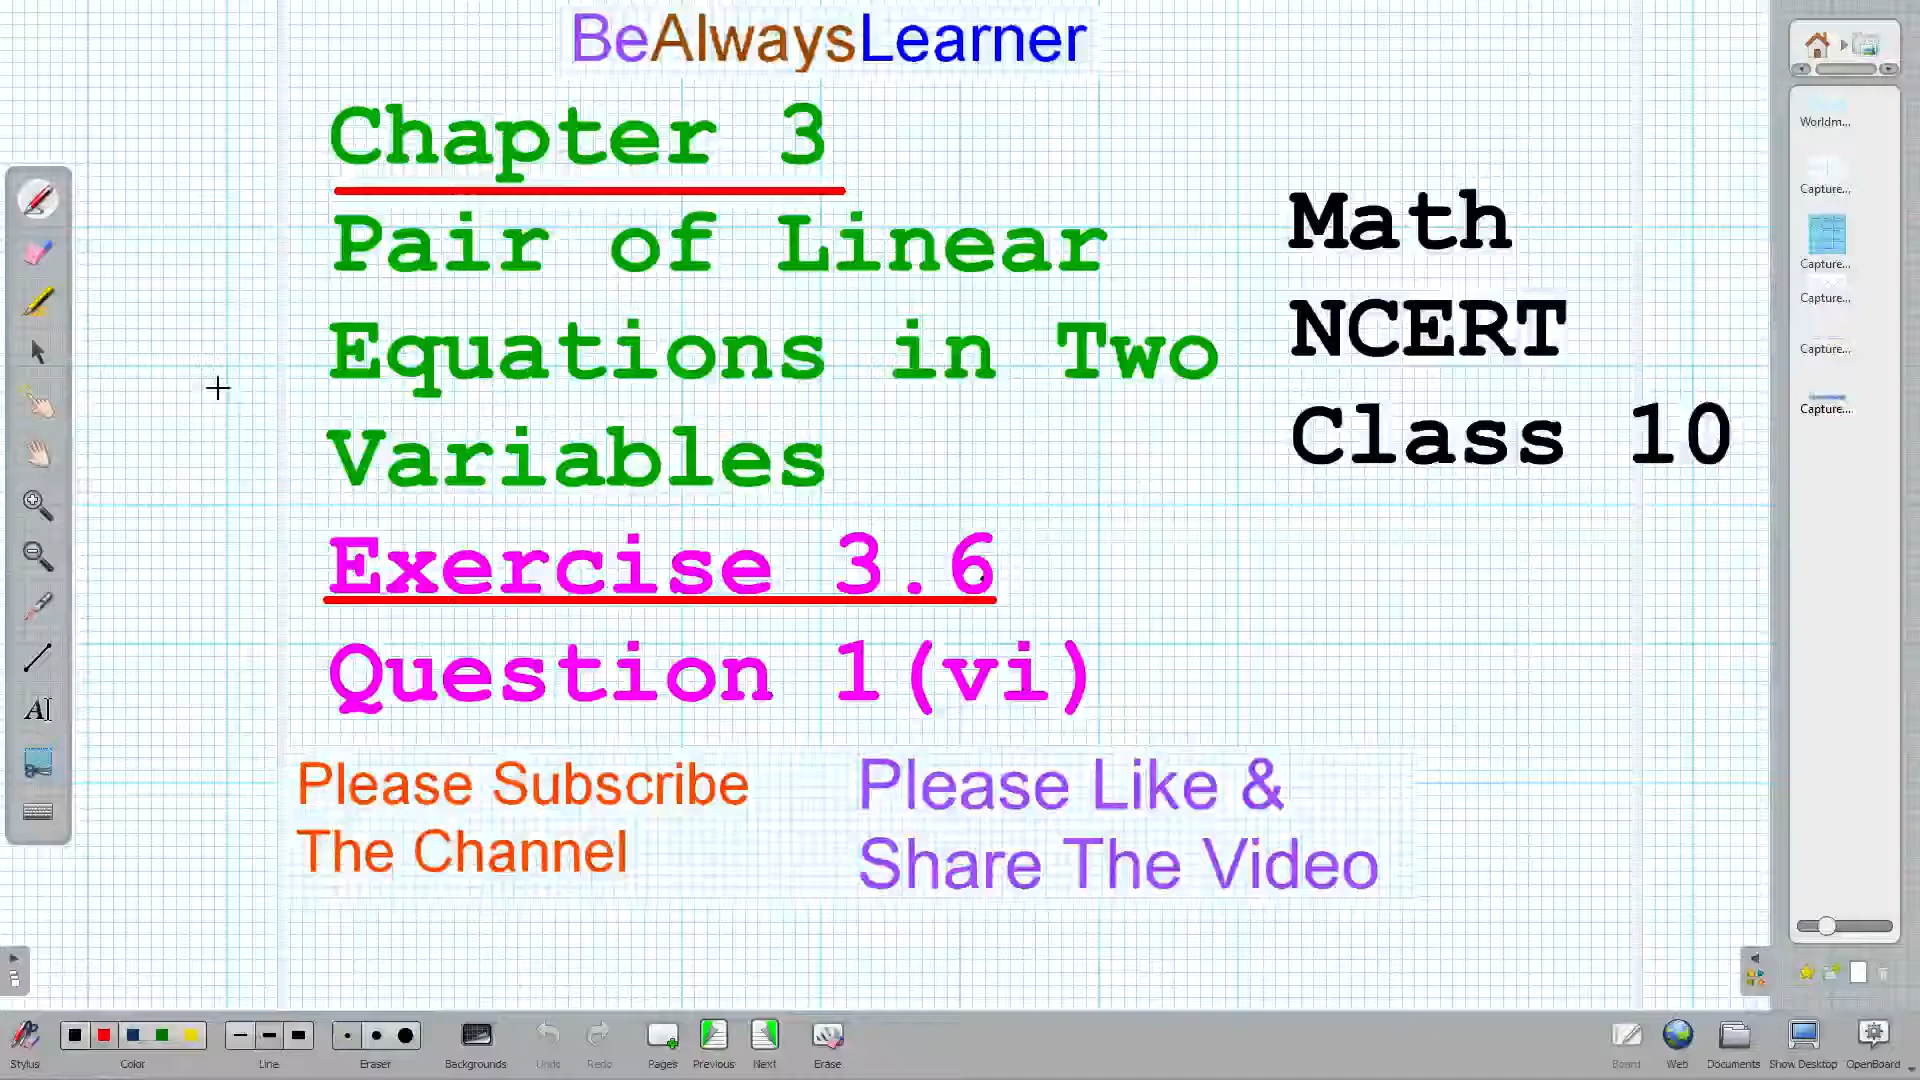 BeAlwaysLearner
Chapter 3
Pair of Linear
Equations in Two
Variables
Math
NCERT
Class 10
Exercise 3.6
Question 1(vi)
Please Subscribe
The Channel
Please Like &
Share The Video
Worldm...
Capture...
Capture...
Capture...
Capture...
Capture...
Stylus
Color
Line
Eraser
Backgrounds
Undo
Redo
Pages
Previous
Next
Erase
Board
Web
Documents
Show Desktop
OpenBoard